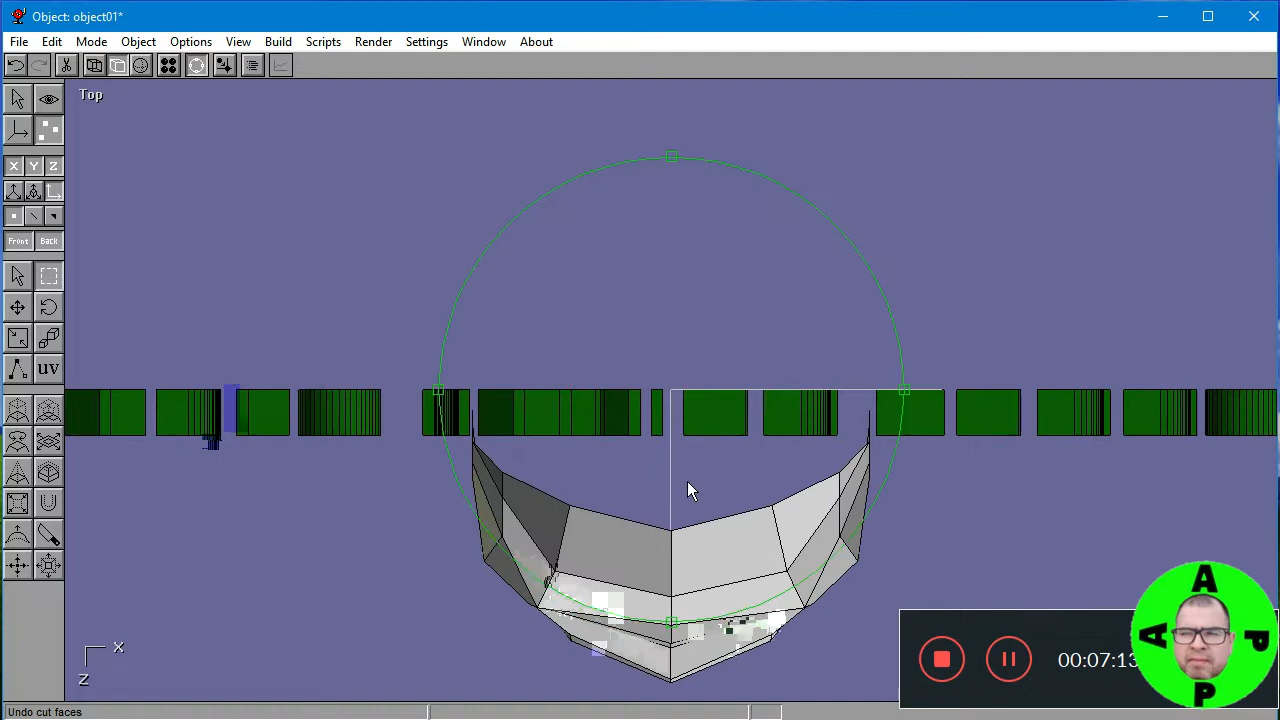 Object: object01*
File Edit Mode Object Options View Build Scripts Render Settings Window About
Top
X Y Z
Front Back
uv
X
Z
00:07:13
A
A
P
P
Undo cut faces